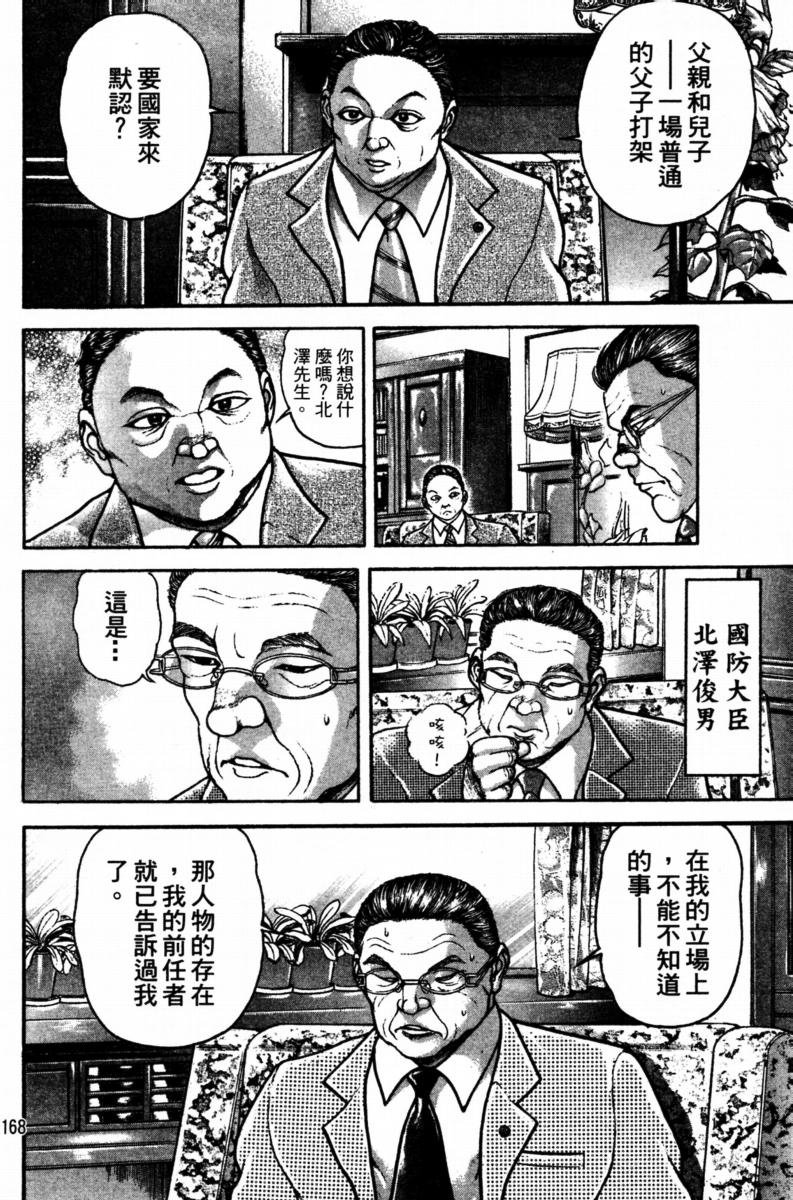 父親和兒子
——一場普通
的父子打架
要國家來
默認？
你想說什
麼嗎？北
澤先生。
國防大臣
北澤俊男
咳
咳！
這是…
在我的立場上
，不能不知道
的事——
那人物的存在
，我的前任者
就已告訴過我
了。
168